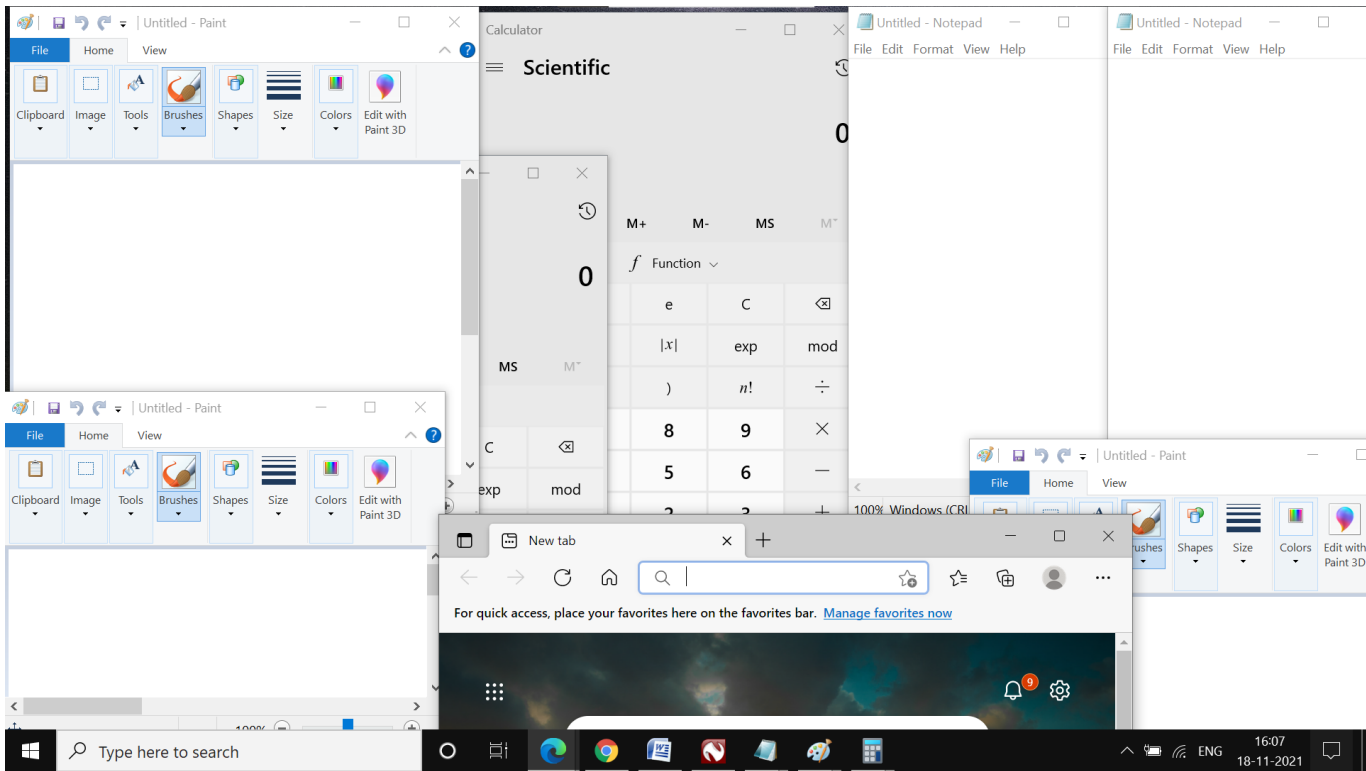 Untitled - Paint
File Home View
Clipboard Image Tools Brushes Shapes Size Colors Edit with Paint 3D
Calculator
Scientific
0
M+ M- MS M
f Function
e C
|x| exp mod
) n! ÷
8 9 ×
5 6 —
+
0
MS M
C
exp mod
Untitled - Notepad
File Edit Format View Help
100% Windows (CRL
Untitled - Notepad
File Edit Format View Help
Untitled - Paint
File Home View
Clipboard Image Tools Brushes Shapes Size Colors Edit with Paint 3D
100%
Untitled - Paint
File Home View
ushes Shapes Size Colors Edit with Paint 3D
New tab
For quick access, place your favorites here on the favorites bar. Manage favorites now
9
Type here to search
ENG
16:07
18-11-2021